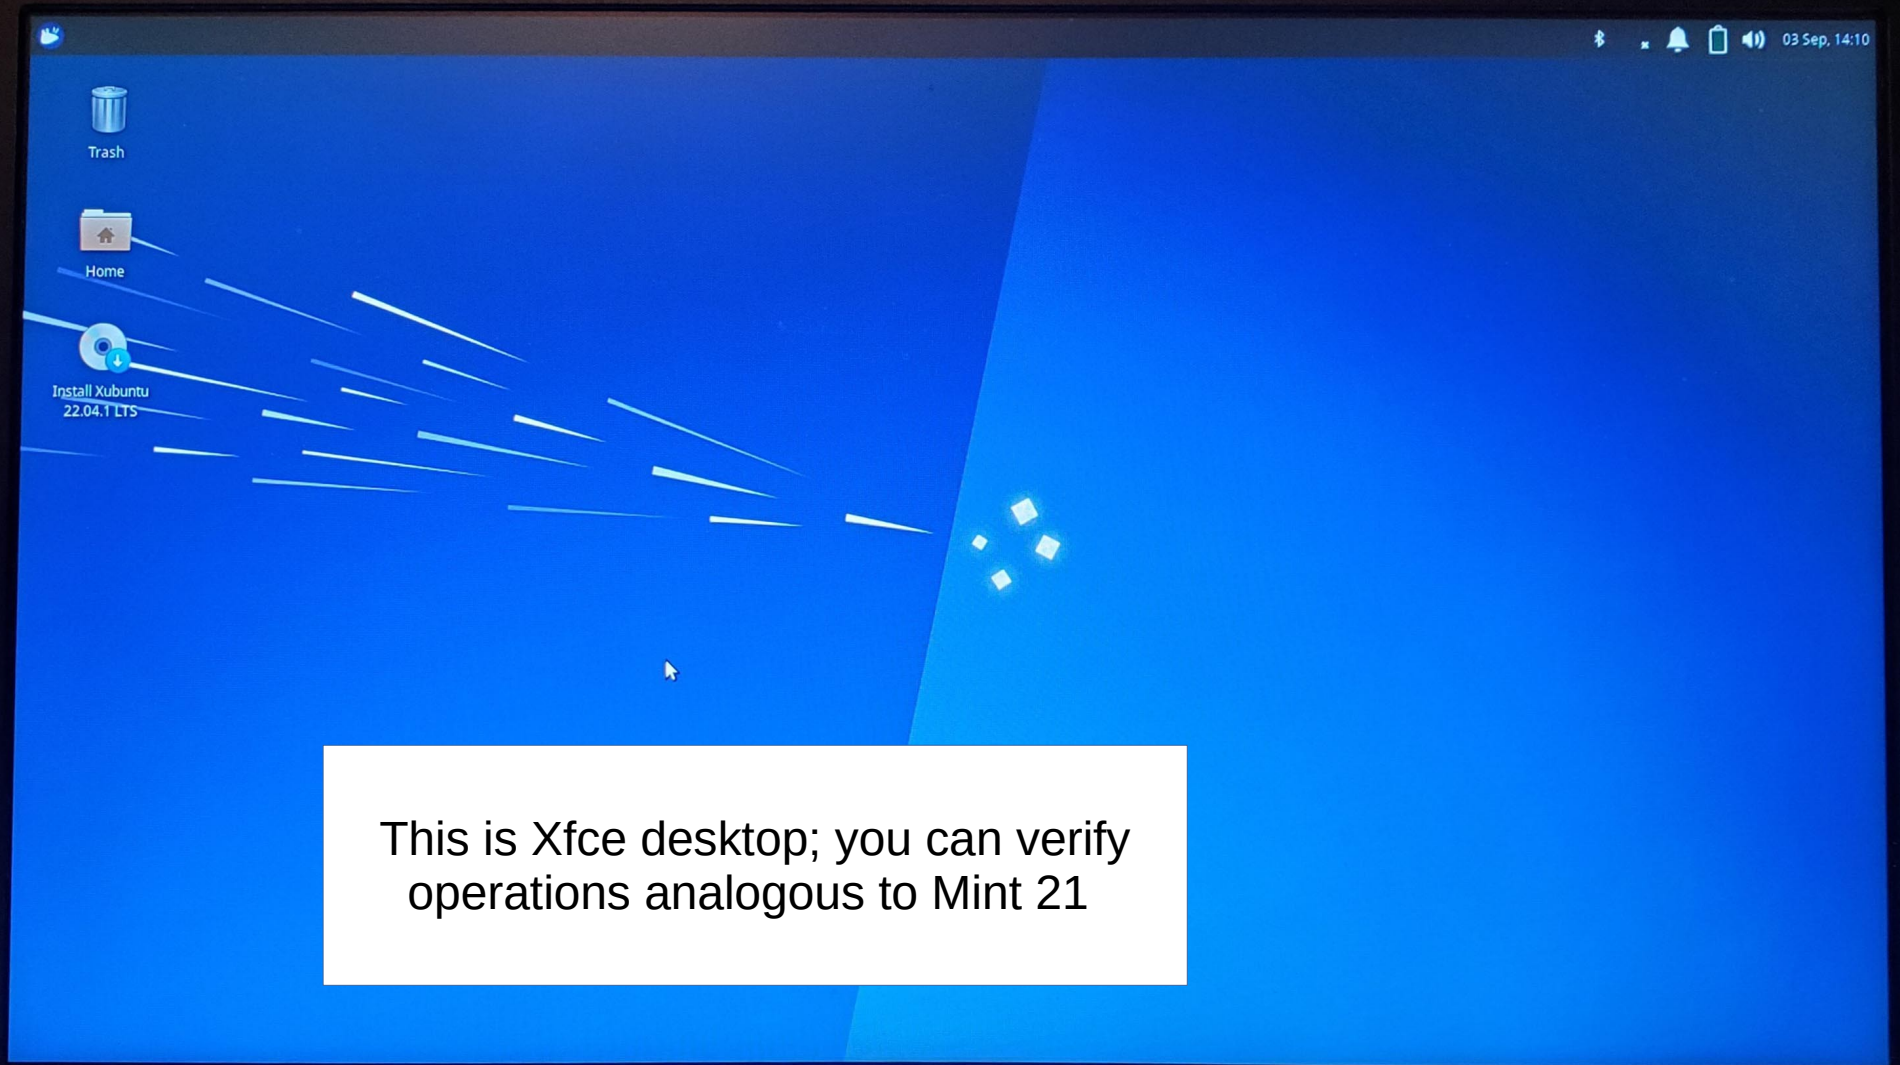 03 Sep, 14:10
Trash
Home
Install Xubuntu
22.04.1 LTS
This is Xfce desktop; you can verify
operations analogous to Mint 21